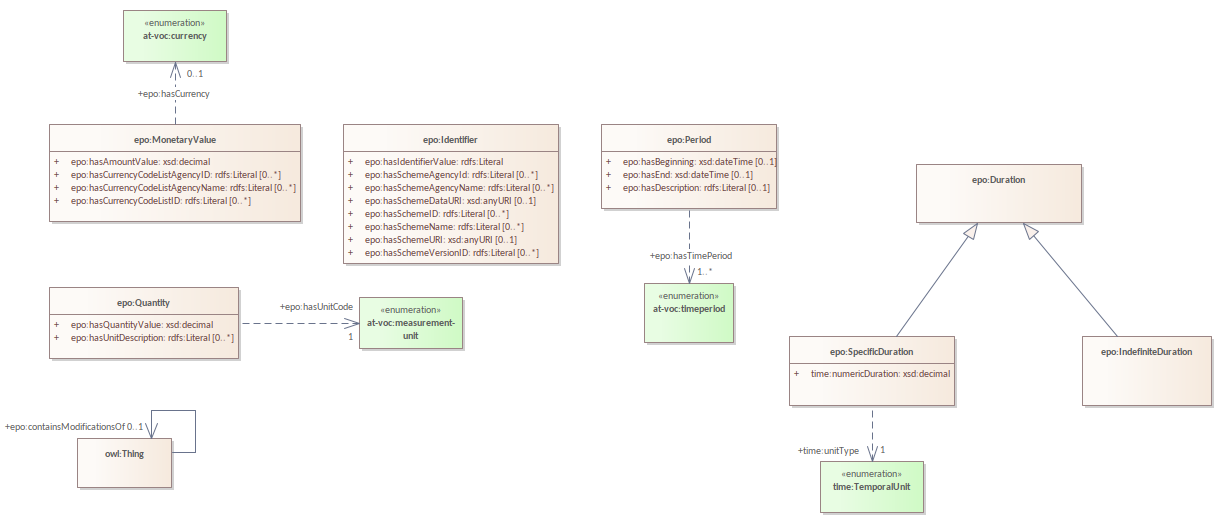 «enumeration»
at-voc:currency
0..1
+epo:hasCurrency
epo:MonetaryValue
+ epo:hasAmountValue: xsd:decimal
+ epo:hasCurrencyCodeListAgencyID: rdfs:Literal [0..*]
+ epo:hasCurrencyCodeListAgencyName: rdfs:Literal [0..*]
+ epo:hasCurrencyCodeListID: rdfs:Literal [0..*]
epo:Identifier
+ epo:hasIdentifierValue: rdfs:Literal
+ epo:hasSchemeAgencyId: rdfs:Literal [0..*]
+ epo:hasSchemeAgencyName: rdfs:Literal [0..*]
+ epo:hasSchemeDataURI: xsd:anyURI [0..1]
+ epo:hasSchemeID: rdfs:Literal [0..*]
+ epo:hasSchemeName: rdfs:Literal [0..*]
+ epo:hasSchemeURI: xsd:anyURI [0..1]
+ epo:hasSchemeVersionID: rdfs:Literal [0..*]
epo:Period
+ epo:hasBeginning: xsd:dateTime [0..1]
+ epo:hasEnd: xsd:dateTime [0..1]
+ epo:hasDescription: rdfs:Literal [0..1]
+epo:hasTimePeriod
1..*
«enumeration»
at-voc:timeperiod
epo:Duration
epo:Quantity
+ epo:hasQuantityValue: xsd:decimal
+ epo:hasUnitDescription: rdfs:Literal [0..*]
+epo:hasUnitCode
1
«enumeration»
at-voc:measurement-
unit
epo:SpecificDuration
+ time:numericDuration: xsd:decimal
epo:IndefiniteDuration
+time:unitType 1
«enumeration»
time:TemporalUnit
+epo:containsModificationsOf 0..1
owl:Thing